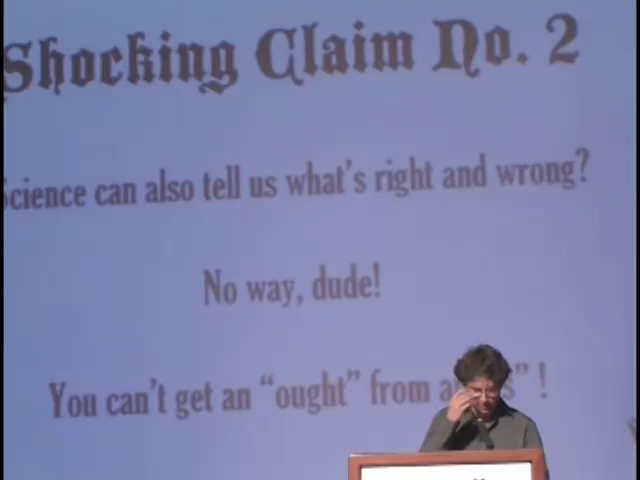 Shocking Claim No. 2
Science can also tell us what's right and wrong?
No way, dude!
You can't get an “ought” from a ” !